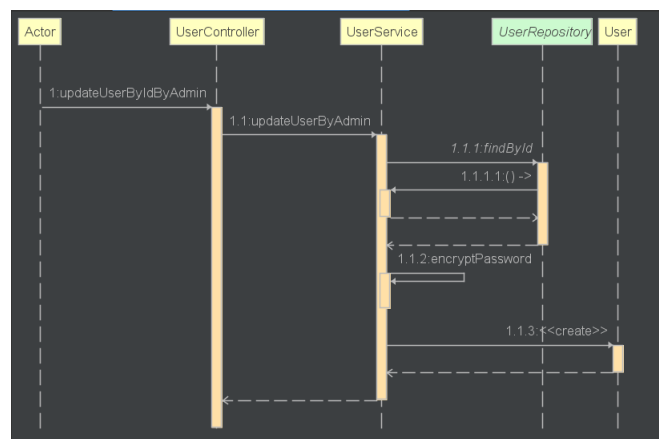 Actor UserController UserService UserRepository User
1:updateUserByIdByAdmin
1.1:updateUserByAdmin
1.1.1:findById
1.1.1.1:() ->
1.1.2:encryptPassword
1.1.3:<<create>>